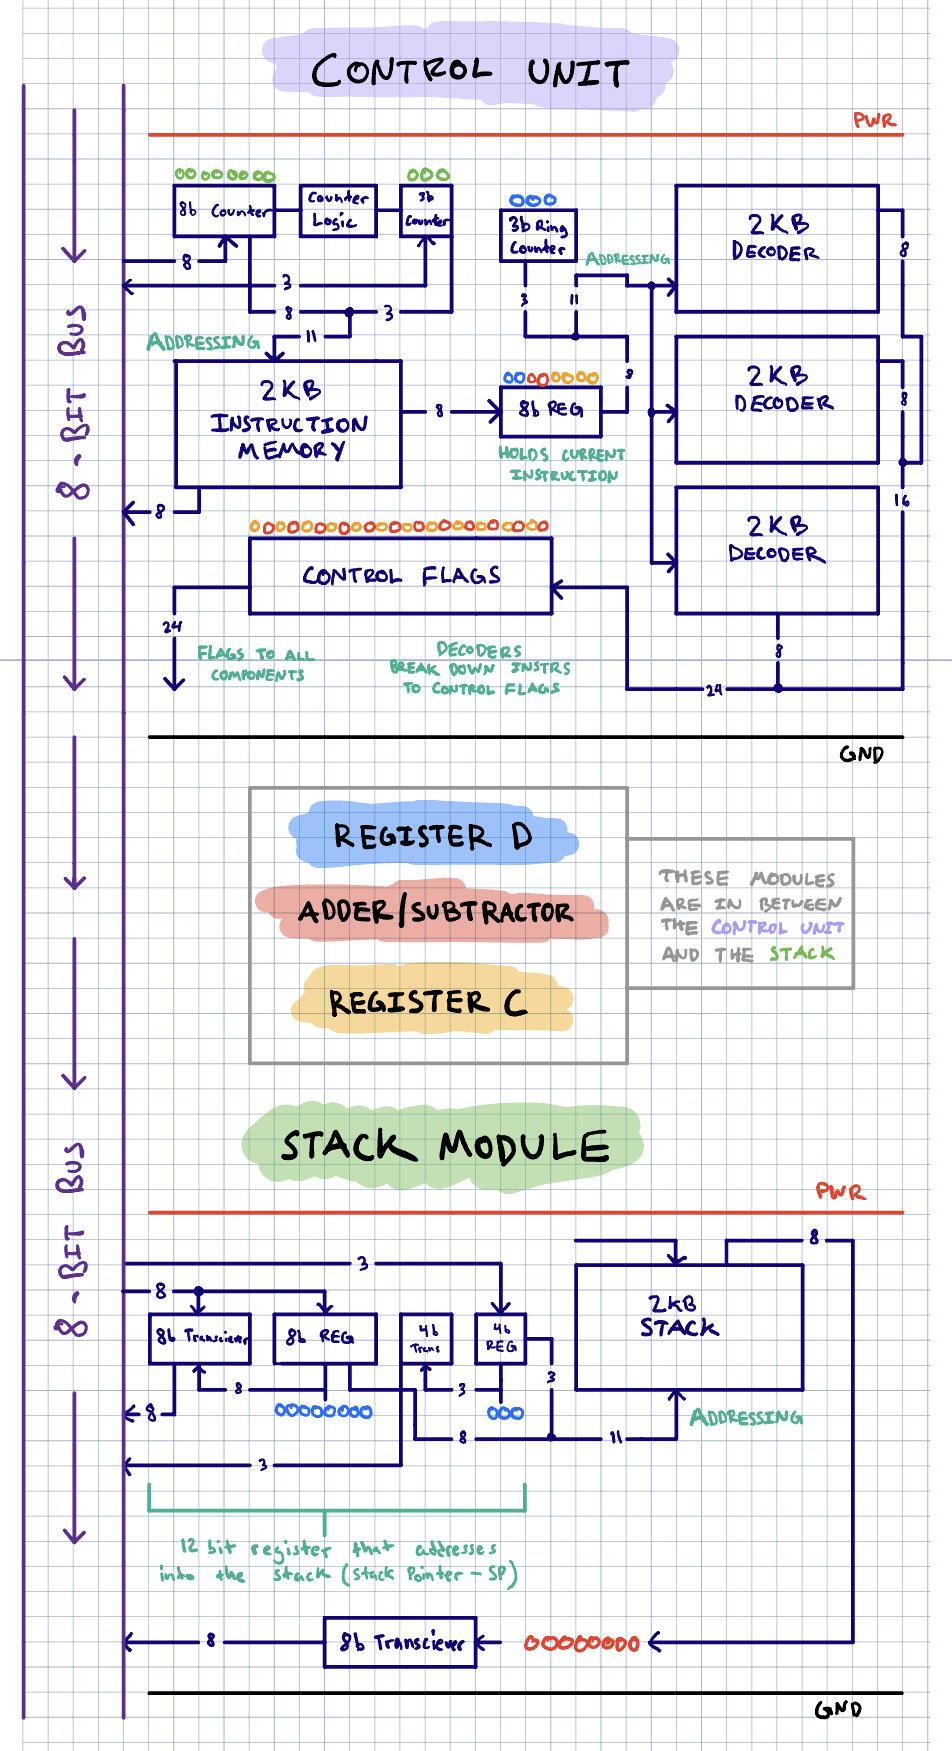 CONTROL UNIT
PWR
8b Counter
Counter
Logic
3b
Counter
3b Ring
Counter
ADDRESSING
2KB
DECODER
8
8
3
8
3
11
3
11
8
ADDRESSING
2KB
INSTRUCTION
MEMORY
8
8b REG
HOLDS CURRENT
INSTRUCTION
2KB
DECODER
8
16
8
2KB
DECODER
8
CONTROL FLAGS
24
FLAGS TO ALL
COMPONENTS
DECODERS
BREAK DOWN INSTRS
TO CONTROL FLAGS
24
GND
8-BIT BUS
REGISTER D
ADDER/SUBTRACTOR
REGISTER C
THESE MODULES
ARE IN BETWEEN
THE CONTROL UNIT
AND THE STACK
STACK MODULE
PWR
8-BIT BUS
3
8
8b Transciever
8b REG
4b
Trans
4b
REG
2KB
STACK
8
8
3
3
8
8
11
ADDRESSING
3
12 bit register that addresses
into the stack (Stack Pointer - SP)
8
8b Transciever
GND